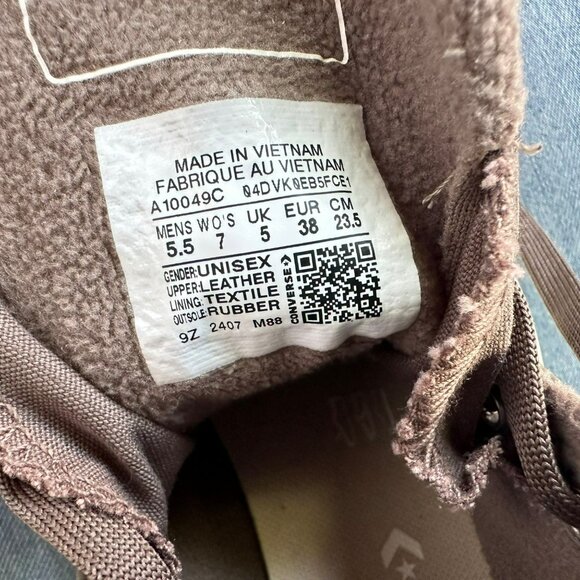 MADE IN VIETNAM
FABRIQUE AU VIETNAM
A10049C 04DVK0EB5FCE1
MENS WO'S UK EUR CM
5.5 7 5 38 23.5
GENDER: UNISEX
UPPER: LEATHER
LINING: TEXTILE
OUTSOLE: RUBBER
CONVERSE
9Z 2407 M88